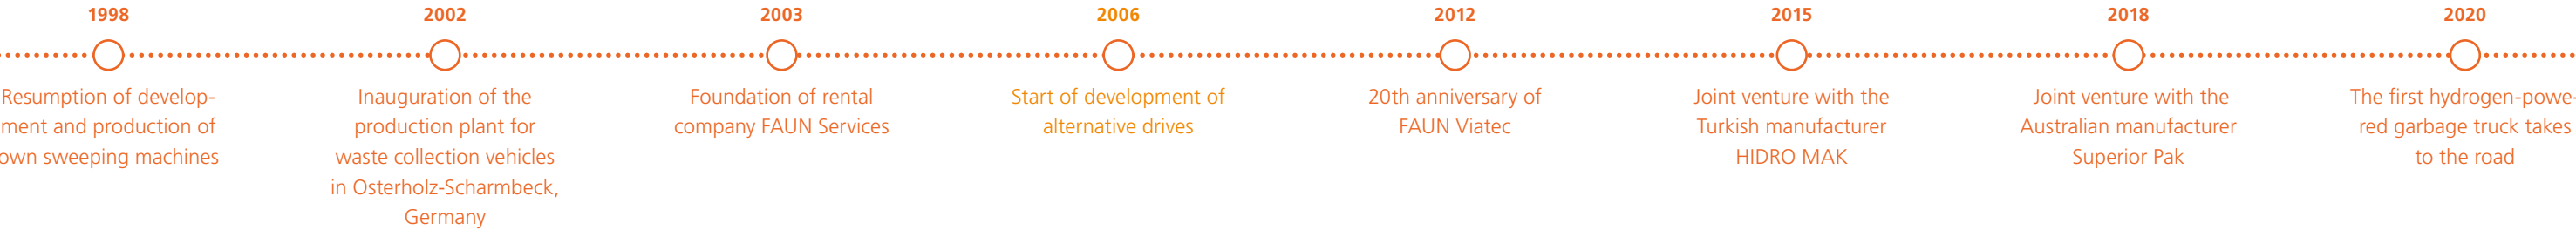 1998
Resumption of develop-
ment and production of
own sweeping machines
2002
Inauguration of the
production plant for
waste collection vehicles
in Osterholz-Scharmbeck,
Germany
2003
Foundation of rental
company FAUN Services
2006
Start of development of
alternative drives
2012
20th anniversary of
FAUN Viatec
2015
Joint venture with the
Turkish manufacturer
HIDRO MAK
2018
Joint venture with the
Australian manufacturer
Superior Pak
2020
The first hydrogen-powe-
red garbage truck takes
to the road